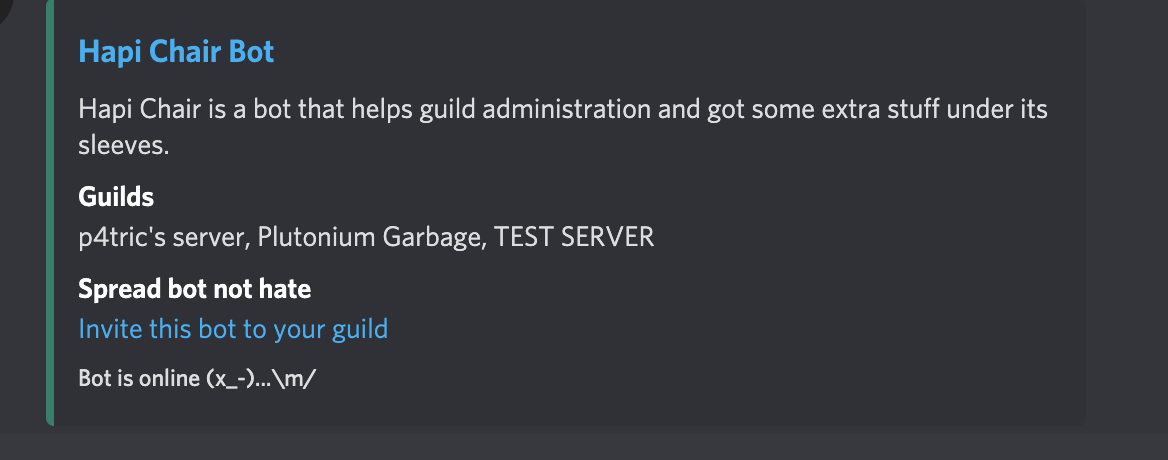 Hapi Chair Bot
Hapi Chair is a bot that helps guild administration and got some extra stuff under its
sleeves.
Guilds
p4tric's server, Plutonium Garbage, TEST SERVER
Spread bot not hate
Invite this bot to your guild
Bot is online (x_-)...\m/